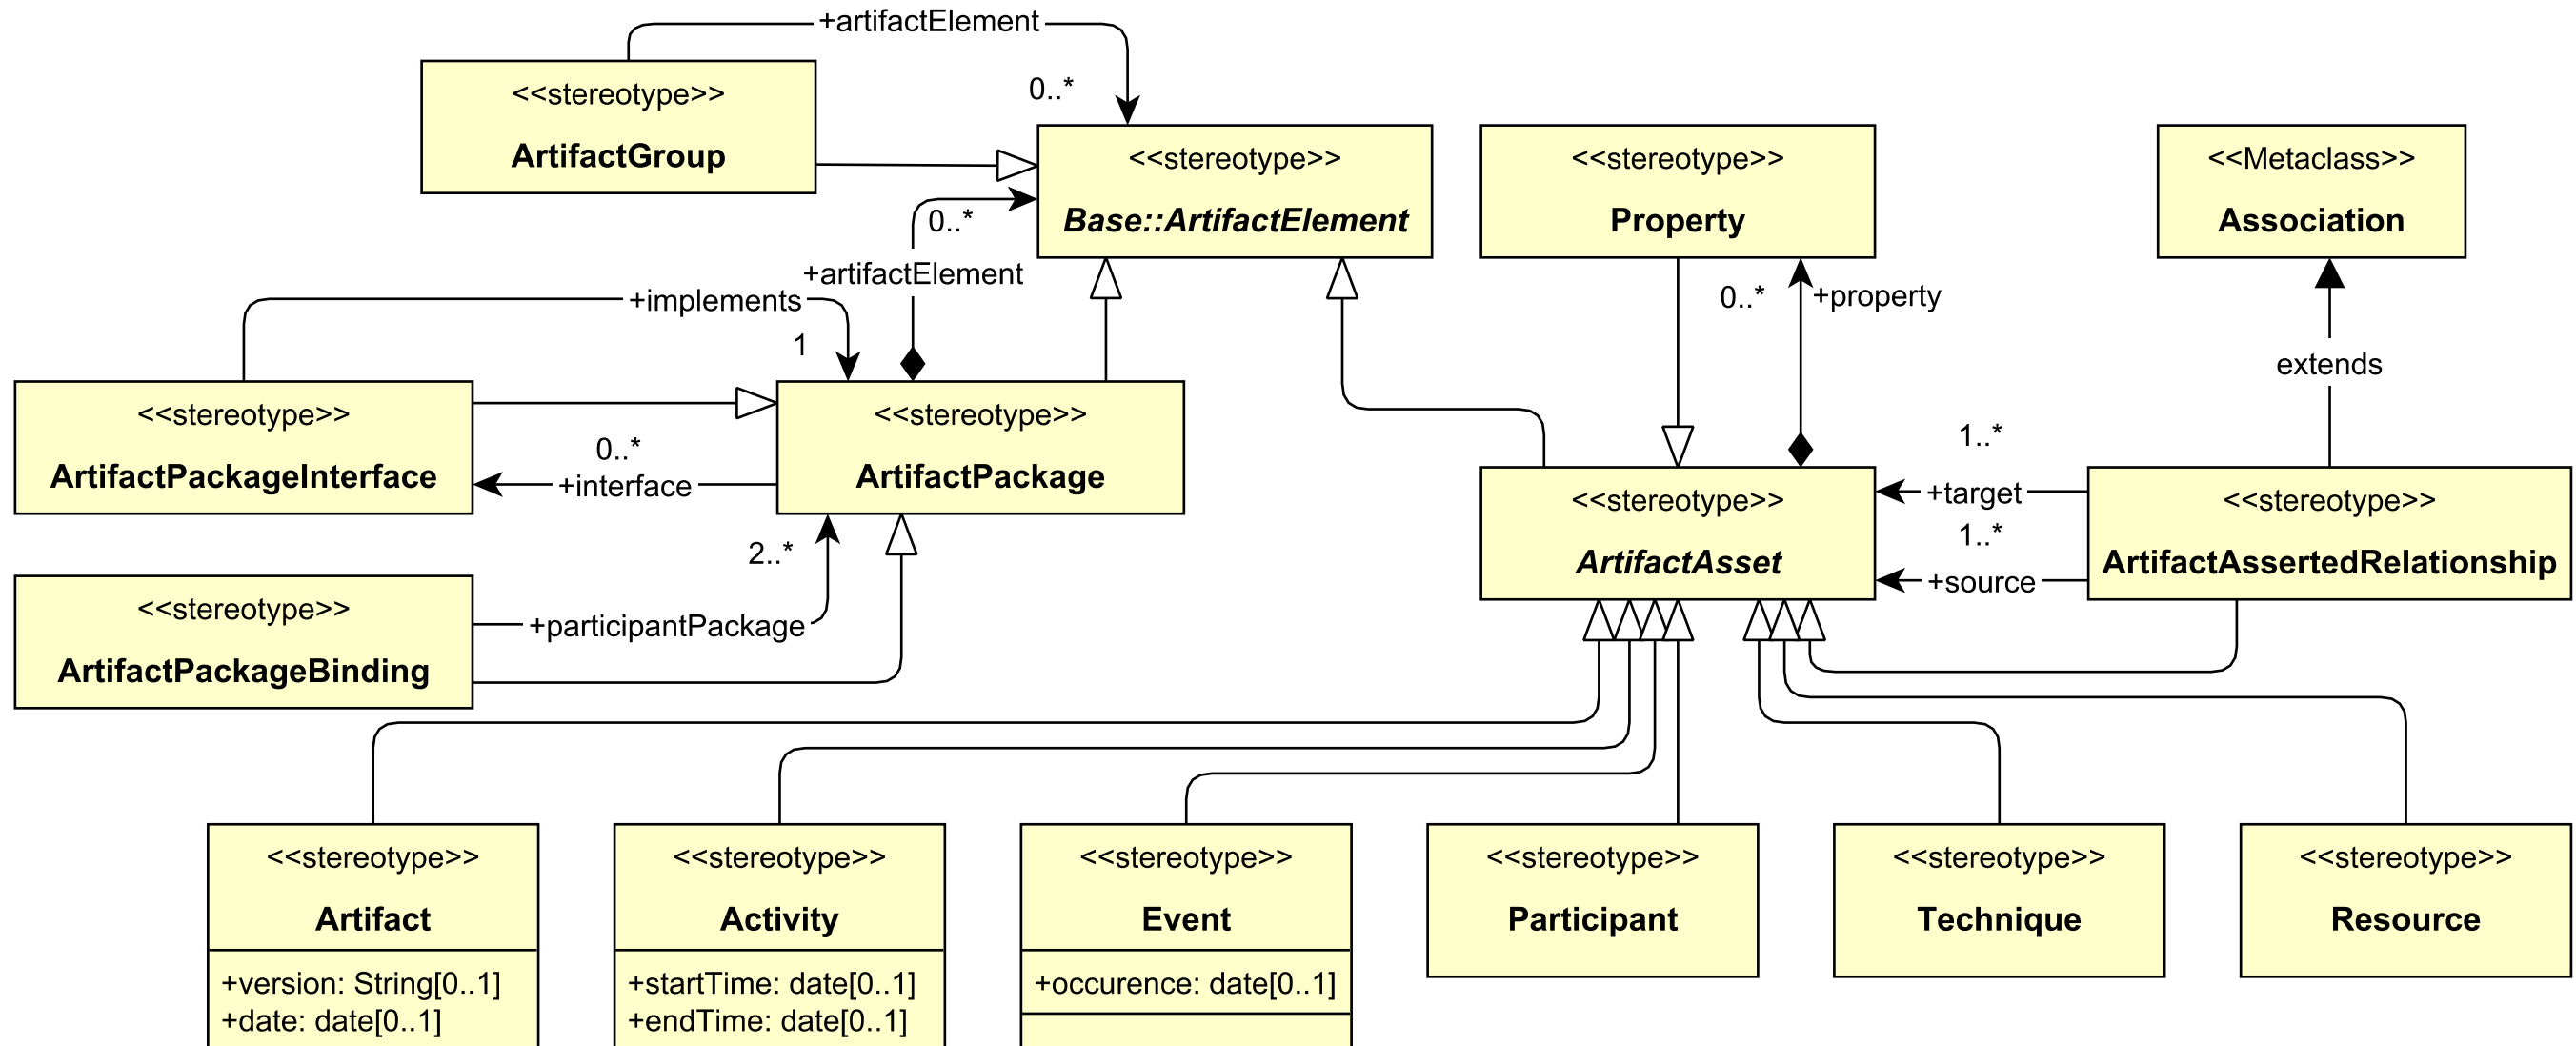 +artifactElement
0..*
<<stereotype>>
ArtifactGroup
<<stereotype>>
Base::ArtifactElement
<<stereotype>>
Property
<<Metaclass>>
Association
0..*
+artifactElement
+implements
1
0..*
+property
extends
<<stereotype>>
ArtifactPackageInterface
0..*
+interface
<<stereotype>>
ArtifactPackage
<<stereotype>>
ArtifactAsset
1..*
+target
1..*
+source
<<stereotype>>
ArtifactAssertedRelationship
2..*
+participantPackage
<<stereotype>>
ArtifactPackageBinding
<<stereotype>>
Artifact
+version: String[0..1]
+date: date[0..1]
<<stereotype>>
Activity
+startTime: date[0..1]
+endTime: date[0..1]
<<stereotype>>
Event
+occurence: date[0..1]
<<stereotype>>
Participant
<<stereotype>>
Technique
<<stereotype>>
Resource